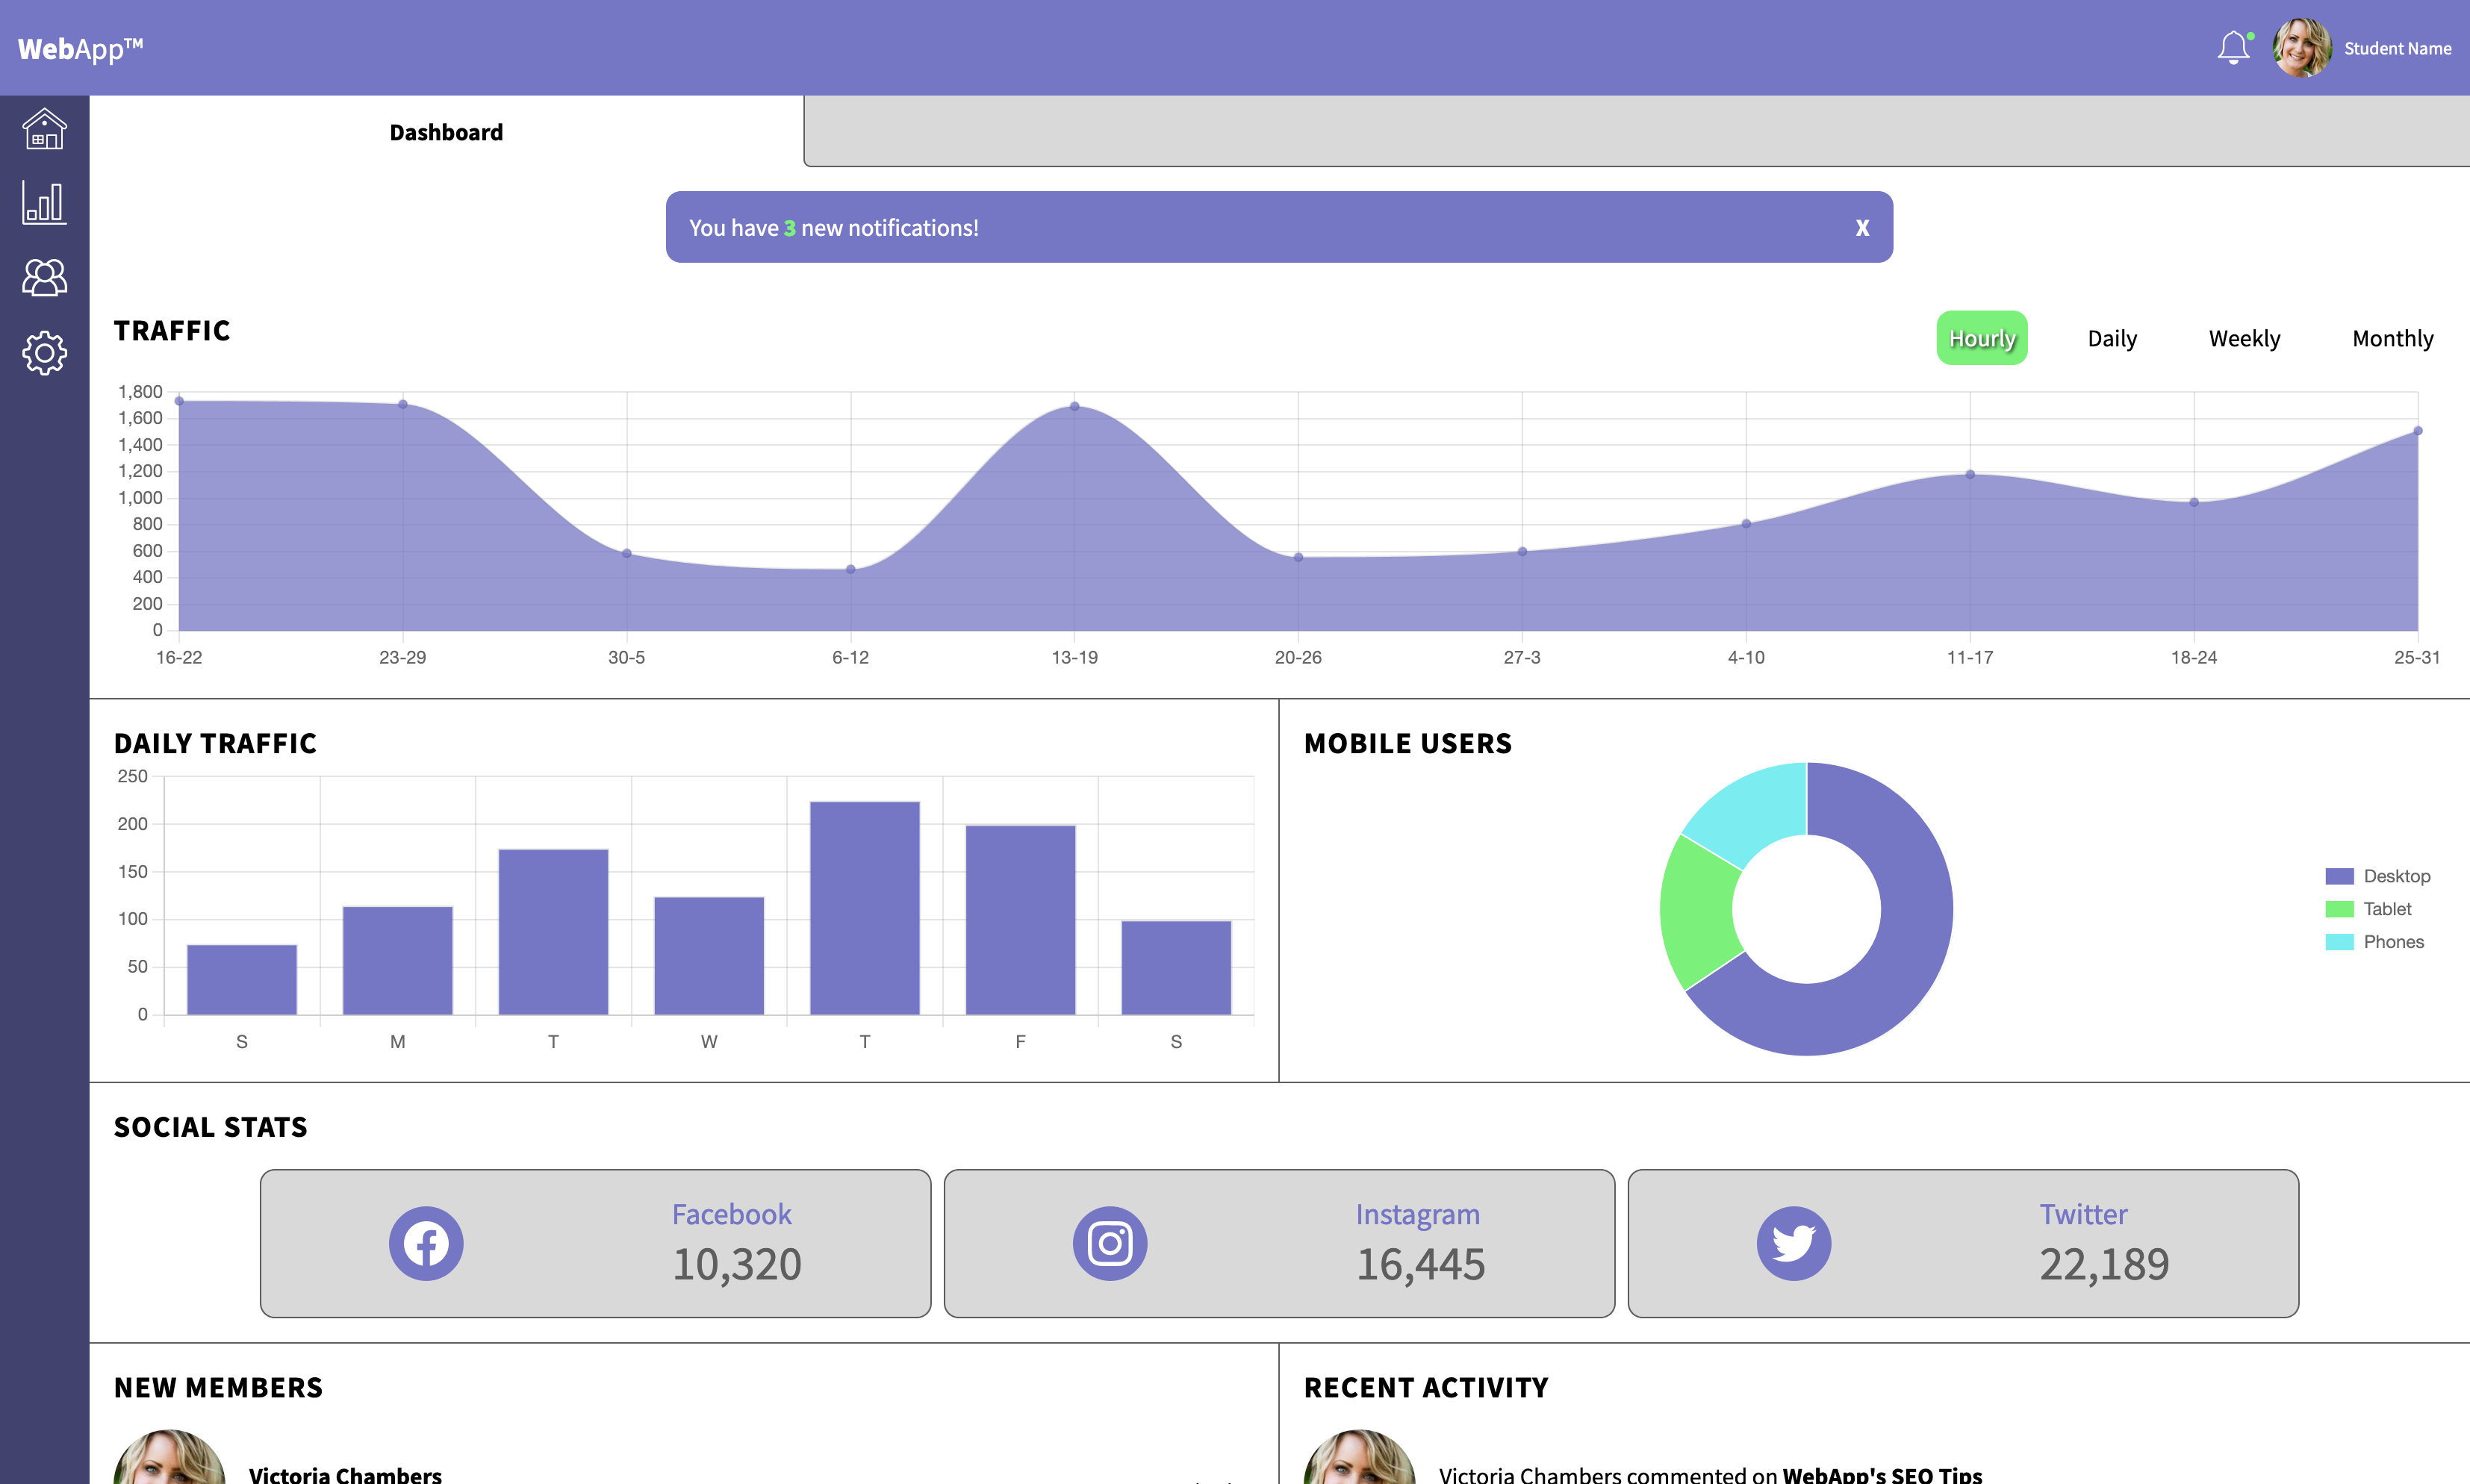 WebApp™
Student Name
Dashboard
You have 3 new notifications!
X
TRAFFIC
Hourly Daily Weekly Monthly
1,800
1,600
1,400
1,200
1,000
800
600
400
200
0
16-22 23-29 30-5 6-12 13-19 20-26 27-3 4-10 11-17 18-24 25-31
DAILY TRAFFIC
250
200
150
100
50
0
S M T W T F S
MOBILE USERS
Desktop
Tablet
Phones
SOCIAL STATS
Facebook
10,320
Instagram
16,445
Twitter
22,189
NEW MEMBERS
Victoria Chambers
RECENT ACTIVITY
Victoria Chambers commented on WebApp's SEO Tips